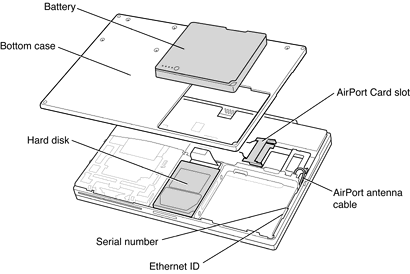 Battery
Bottom case
AirPort Card slot
Hard disk
AirPort antenna
cable
Serial number
Ethernet ID